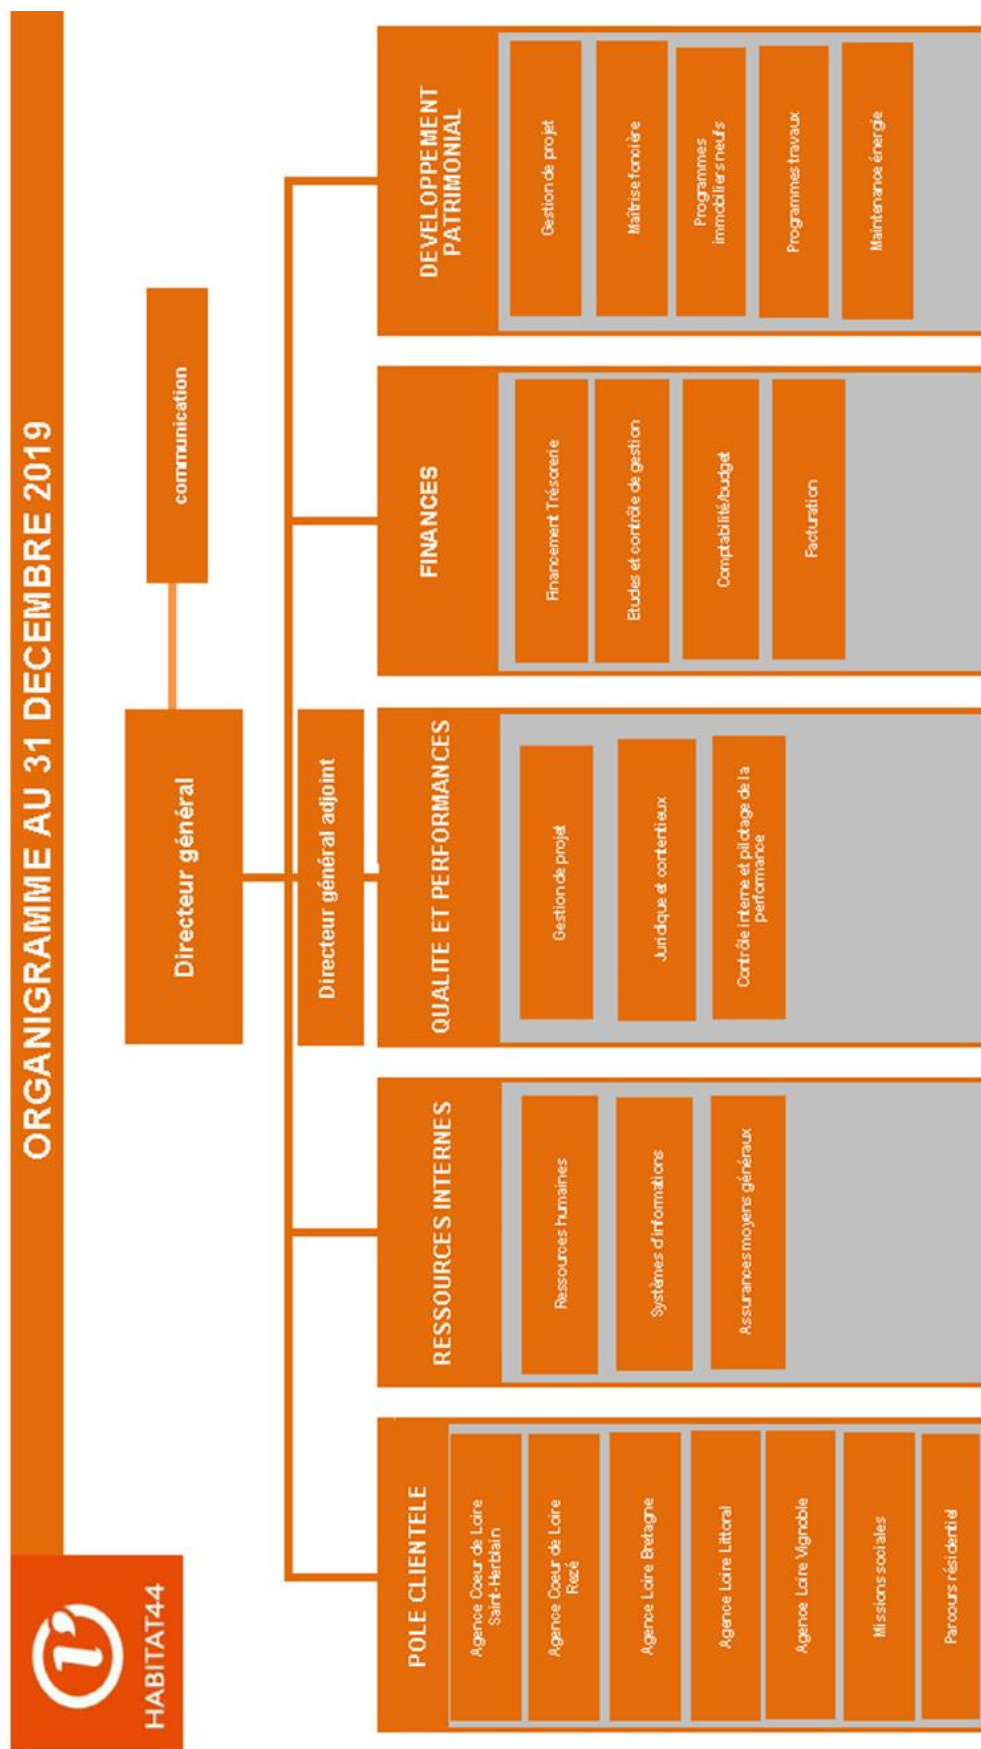 HABITAT44
ORGANIGRAMME AU 31 DECEMBRE 2019
Directeur général
communication
Directeur général adjoint
POLE CLIENTELE
Agence Coeur de Loire
Saint-Herblain
Agence Coeur de Loire
Rezé
Agence Loire Bretagne
Agence Loire Littoral
Agence Loire Vignoble
Missions sociales
Parcours résidentiel
RESSOURCES INTERNES
Ressources humaines
Systèmes d'informations
Assurances moyens généraux
QUALITE ET PERFORMANCES
Gestion de projet
Juridique et contentieux
Contrôle interne et pilotage de la
performance
FINANCES
Financement Trésorerie
Etudes et contrôle de gestion
Comptabilité/budget
Facturation
DEVELOPPEMENT
PATRIMONIAL
Gestion de projet
Maîtrise foncière
Programmes
immobiliers neufs
Programmes travaux
Maintenance énergie